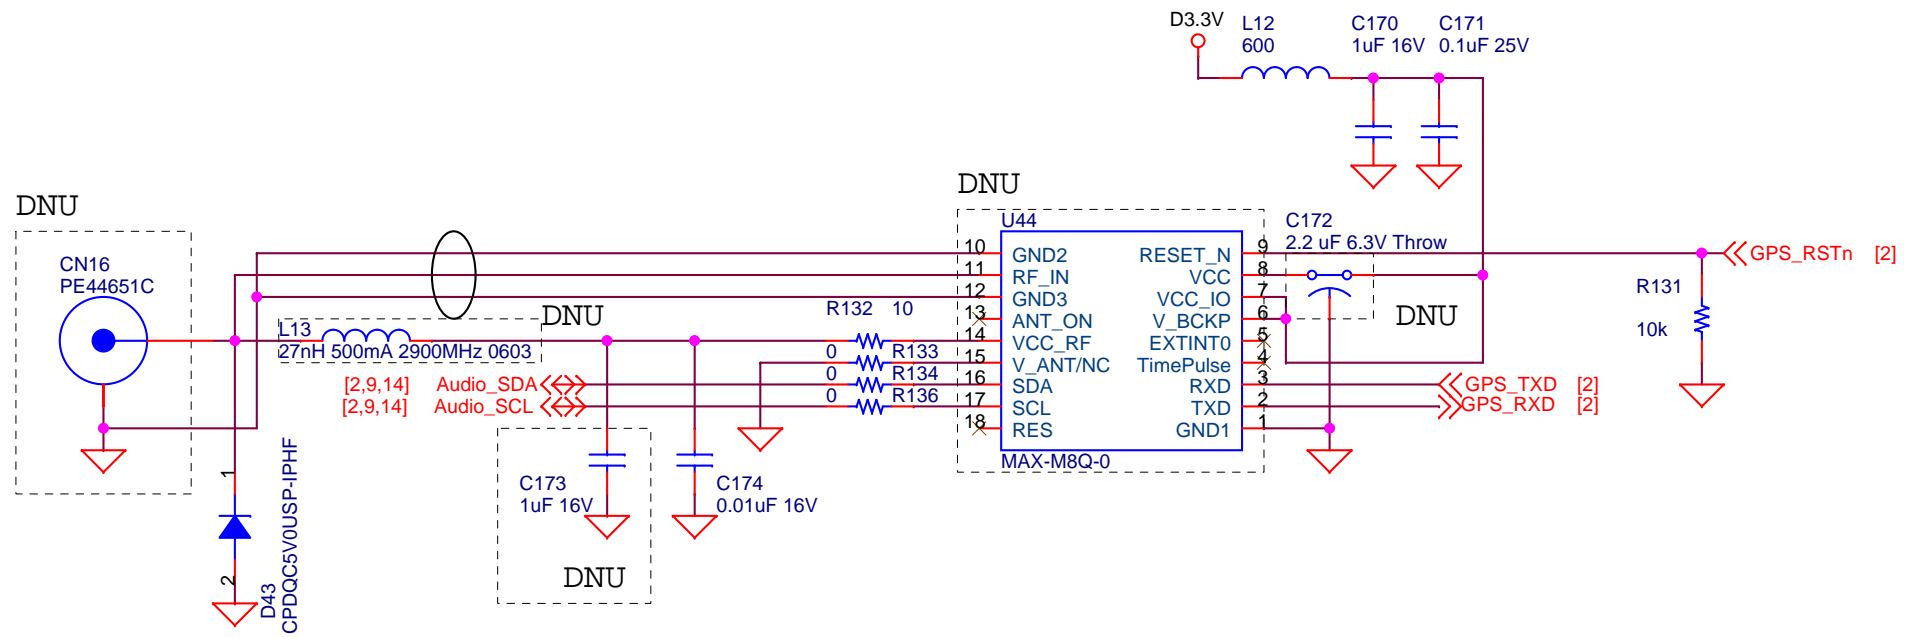 D3.3V
L12
600
C170
1uF 16V
C171
0.1uF 25V
DNU
CN16
PE44651C
DNU
U44
10 GND2
11 RF_IN
12 GND3
13 ANT_ON
14 VCC_RF
15 V_ANT/NC
16 SDA
17 SCL
18 RES
RESET_N 9
VCC 8
VCC_IO 7
V_BCKP 6
EXTINT0 5
TimePulse 4
RXD 3
TXD 2
GND1 1
MAX-M8Q-0
C172
2.2 uF 6.3V Throw
DNU
GPS_RSTn [2]
R131
10k
GPS_TXD [2]
GPS_RXD [2]
L13
27nH 500mA 2900MHz 0603
DNU
R132 10
0 R133
0 R134
0 R136
[2,9,14] Audio_SDA
[2,9,14] Audio_SCL
C173
1uF 16V
DNU
C174
0.01uF 16V
1
2
D43
CPDQC5V0USP-IPHF